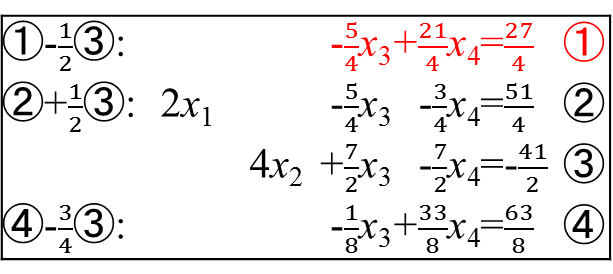 ①-1/2③: -5/4x₃+21/4x₄=27/4 ①
②+1/2③: 2x₁ -5/4x₃ -3/4x₄=51/4 ②
4x₂ +7/2x₃ -7/2x₄=-41/2 ③
④-3/4③: -1/8x₃+33/8x₄=63/8 ④